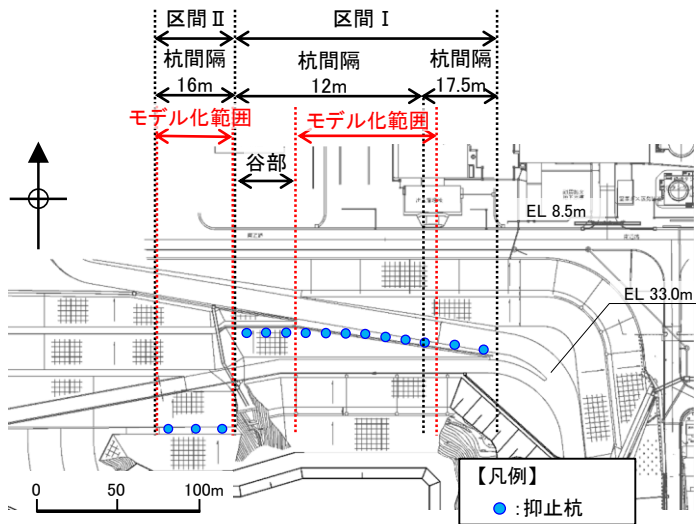 区間Ⅱ
区間Ⅰ
杭間隔
16m
杭間隔
12m
杭間隔
17.5m
モデル化範囲
モデル化範囲
谷部
EL 8.5m
EL 33.0m
0
50
100m
【凡例】
:抑止杭